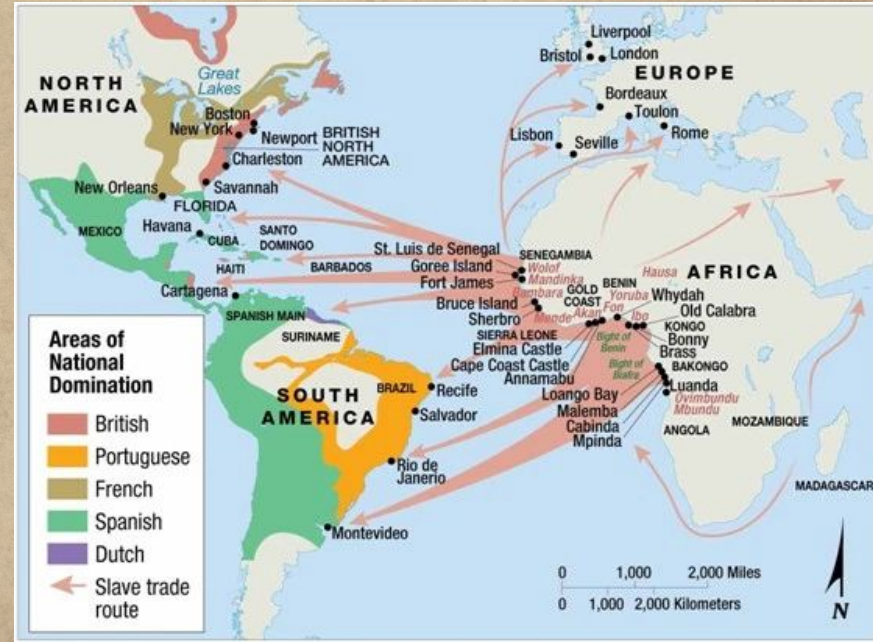 NORTH
AMERICA
Great
Lakes
Boston
New York
Newport
BRITISH
NORTH
AMERICA
Charleston
New Orleans
Savannah
FLORIDA
MEXICO
Havana
CUBA
SANTO
DOMINGO
HAITI
BARBADOS
Cartagena
SPANISH MAIN
SURINAME
SOUTH
AMERICA
BRAZIL
Recife
Salvador
Rio de
Janerio
Montevideo
Liverpool
Bristol
London
EUROPE
Bordeaux
Toulon
Lisbon
Seville
Rome
St. Luis de Senegal
Goree Island
Fort James
SENEGAMBIA
Wolof
Mandinka
Bambara
Bruce Island
Sherbro
Mende
SIERRA LEONE
GOLD
COAST
Akan
BENIN
Yoruba
Fon
Ibo
Hausa
AFRICA
Whydah
Old Calabra
KONGO
Bonny
Brass
Elmina Castle
Cape Coast Castle
Annamabu
Bight of
Benin
Bight of
Biafra
BAKONGO
Loango Bay
Malemba
Cabinda
Mpinda
Luanda
Ovimbundu
Mbundu
ANGOLA
MOZAMBIQUE
MADAGASCAR
Areas of
National
Domination
British
Portuguese
French
Spanish
Dutch
Slave trade
route
0 1,000 2,000 Miles
0 1,000 2,000 Kilometers
N